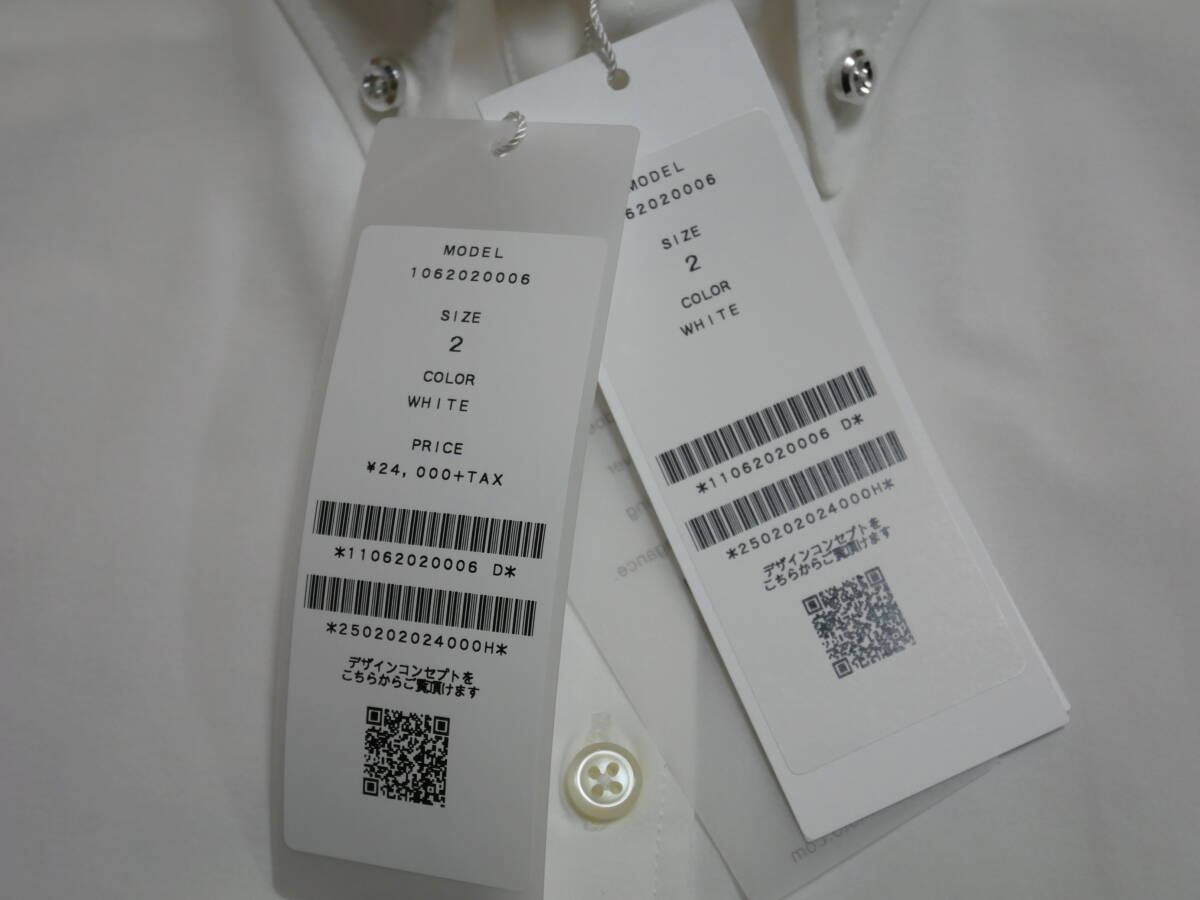 MODEL
1062020006
SIZE
2
COLOR
WHITE
PRICE
¥24,000+TAX
*11062020006 D*
*250202024000H*
デザインコンセプトを
こちらからご覧頂けます
MODEL
62020006
SIZE
2
COLOR
WHITE
*11062020006 D*
*250202024000H*
デザインコンセプトを
こちらからご覧頂けます